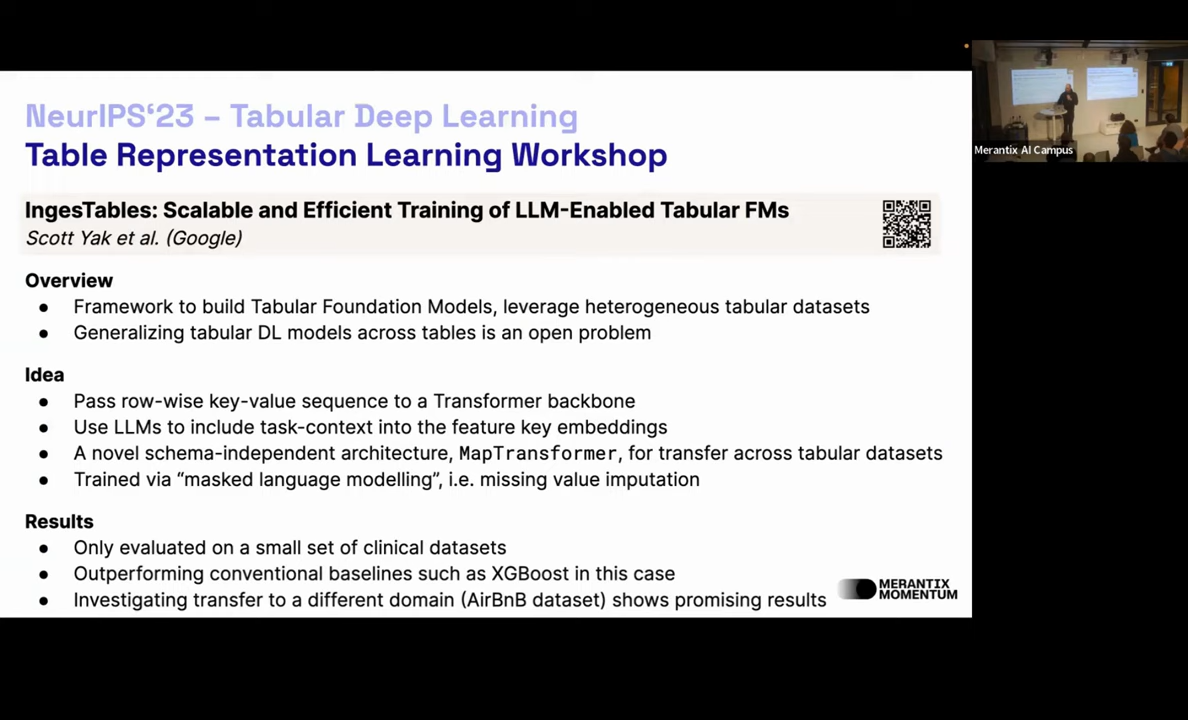 NeurIPS‘23 – Tabular Deep Learning
Table Representation Learning Workshop
IngesTables: Scalable and Efficient Training of LLM-Enabled Tabular FMs
Scott Yak et al. (Google)
Overview
● Framework to build Tabular Foundation Models, leverage heterogeneous tabular datasets
● Generalizing tabular DL models across tables is an open problem
Idea
● Pass row-wise key-value sequence to a Transformer backbone
● Use LLMs to include task-context into the feature key embeddings
● A novel schema-independent architecture, MapTransformer, for transfer across tabular datasets
● Trained via “masked language modelling”, i.e. missing value imputation
Results
● Only evaluated on a small set of clinical datasets
● Outperforming conventional baselines such as XGBoost in this case
● Investigating transfer to a different domain (AirBnB dataset) shows promising results
MERANTIX
MOMENTUM
Merantix AI Campus